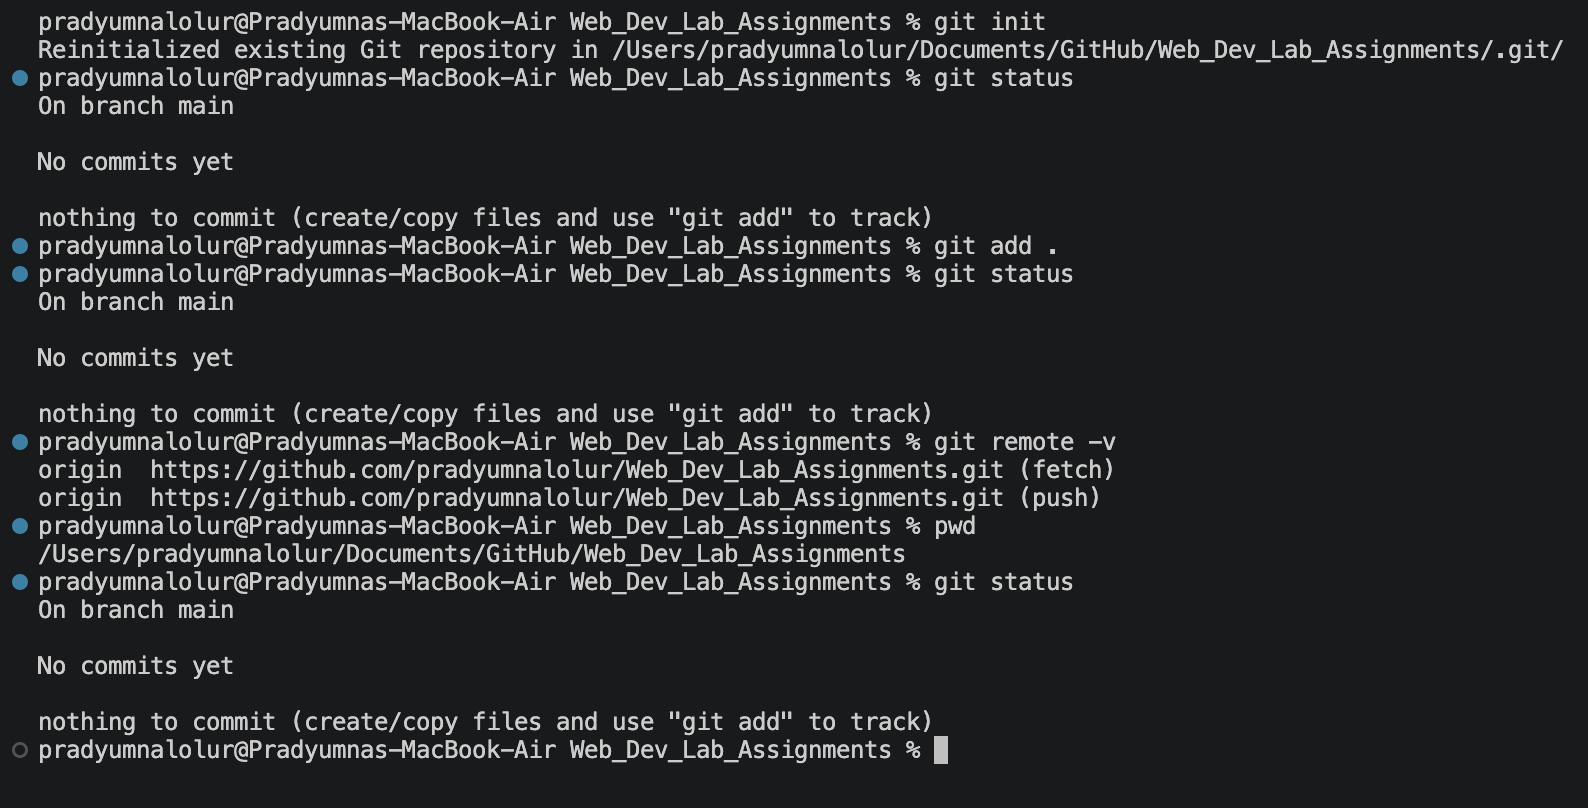 pradyumnalolur@Pradyumnas-MacBook-Air Web_Dev_Lab_Assignments % git init
Reinitialized existing Git repository in /Users/pradyumnalolur/Documents/GitHub/Web_Dev_Lab_Assignments/.git/
pradyumnalolur@Pradyumnas-MacBook-Air Web_Dev_Lab_Assignments % git status
On branch main

No commits yet

nothing to commit (create/copy files and use "git add" to track)
pradyumnalolur@Pradyumnas-MacBook-Air Web_Dev_Lab_Assignments % git add .
pradyumnalolur@Pradyumnas-MacBook-Air Web_Dev_Lab_Assignments % git status
On branch main

No commits yet

nothing to commit (create/copy files and use "git add" to track)
pradyumnalolur@Pradyumnas-MacBook-Air Web_Dev_Lab_Assignments % git remote -v
origin  https://github.com/pradyumnalolur/Web_Dev_Lab_Assignments.git (fetch)
origin  https://github.com/pradyumnalolur/Web_Dev_Lab_Assignments.git (push)
pradyumnalolur@Pradyumnas-MacBook-Air Web_Dev_Lab_Assignments % pwd
/Users/pradyumnalolur/Documents/GitHub/Web_Dev_Lab_Assignments
pradyumnalolur@Pradyumnas-MacBook-Air Web_Dev_Lab_Assignments % git status
On branch main

No commits yet

nothing to commit (create/copy files and use "git add" to track)
pradyumnalolur@Pradyumnas-MacBook-Air Web_Dev_Lab_Assignments %